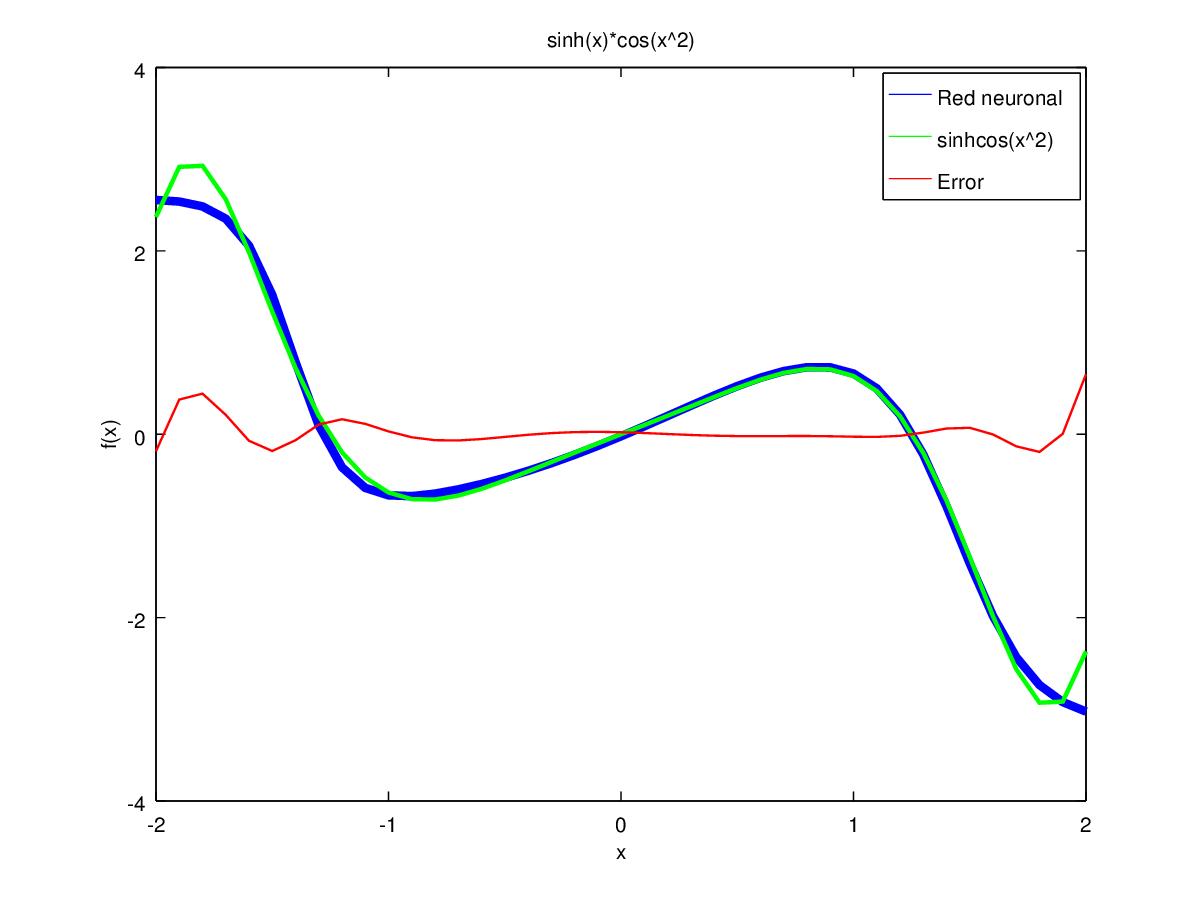 sinh(x)*cos(x^2)
Red neuronal
sinhcos(x^2)
Error
4
2
0
-2
-4
f(x)
-2 -1 0 1 2
x